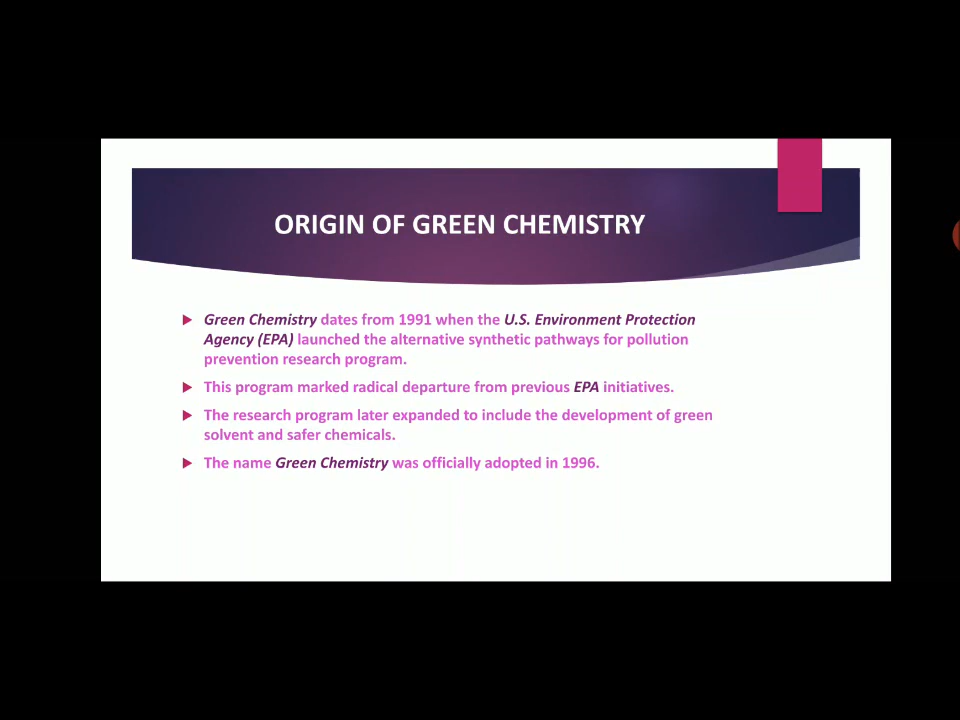 ORIGIN OF GREEN CHEMISTRY
Green Chemistry dates from 1991 when the U.S. Environment Protection
Agency (EPA) launched the alternative synthetic pathways for pollution
prevention research program.
This program marked radical departure from previous EPA initiatives.
The research program later expanded to include the development of green
solvent and safer chemicals.
The name Green Chemistry was officially adopted in 1996.